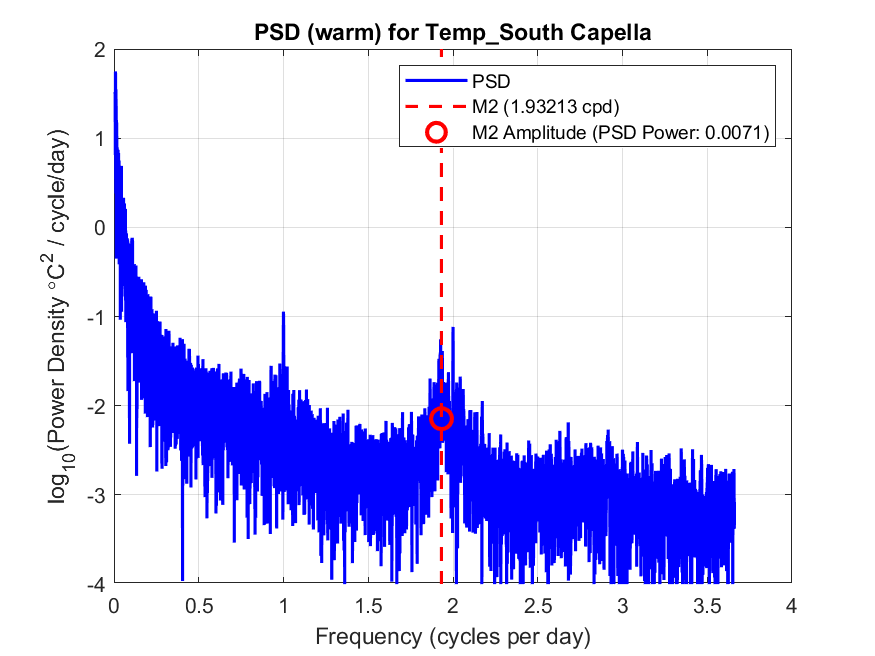 PSD (warm) for Temp_South Capella
PSD
M2 (1.93213 cpd)
M2 Amplitude (PSD Power: 0.0071)
log10(Power Density °C2 / cycle/day)
2
1
0
-1
-2
-3
-4
0 0.5 1 1.5 2 2.5 3 3.5 4
Frequency (cycles per day)